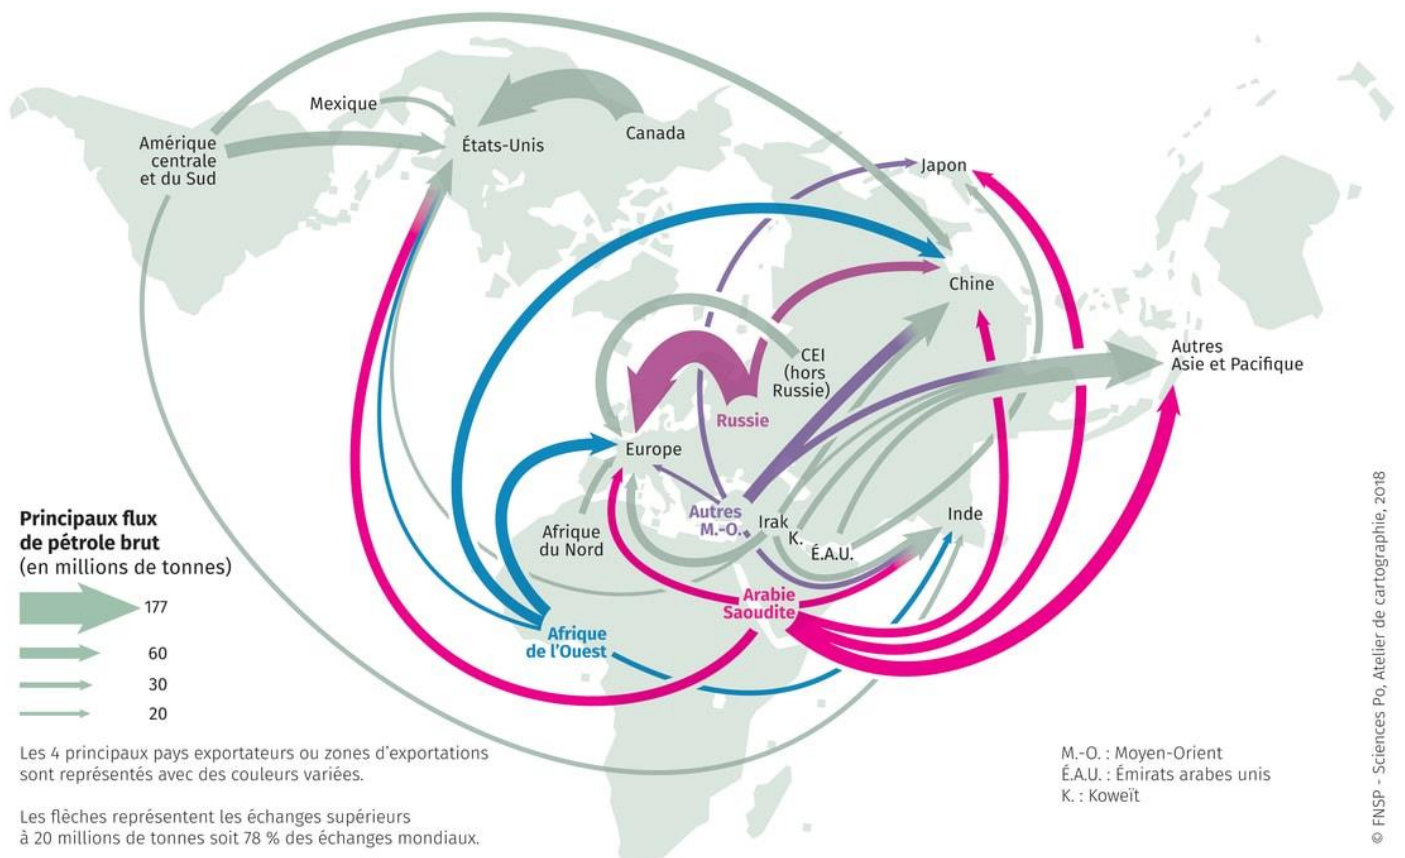 Mexique
Canada
Amérique
centrale
et du Sud
États-Unis
Japon
Chine
CEI
(hors
Russie)
Autres
Asie et Pacifique
Russie
Europe
Autres
M.-O.
Irak
K.
É.A.U.
Inde
Afrique
du Nord
Arabie
Saoudite
Afrique
de l’Ouest
Principaux flux
de pétrole brut
(en millions de tonnes)
177
60
30
20
Les 4 principaux pays exportateurs ou zones d’exportations
sont représentés avec des couleurs variées.
Les flèches représentent les échanges supérieurs
à 20 millions de tonnes soit 78 % des échanges mondiaux.
M.-O. : Moyen-Orient
É.A.U. : Émirats arabes unis
K. : Koweït
© FNSP - Sciences Po, Atelier de cartographie, 2018